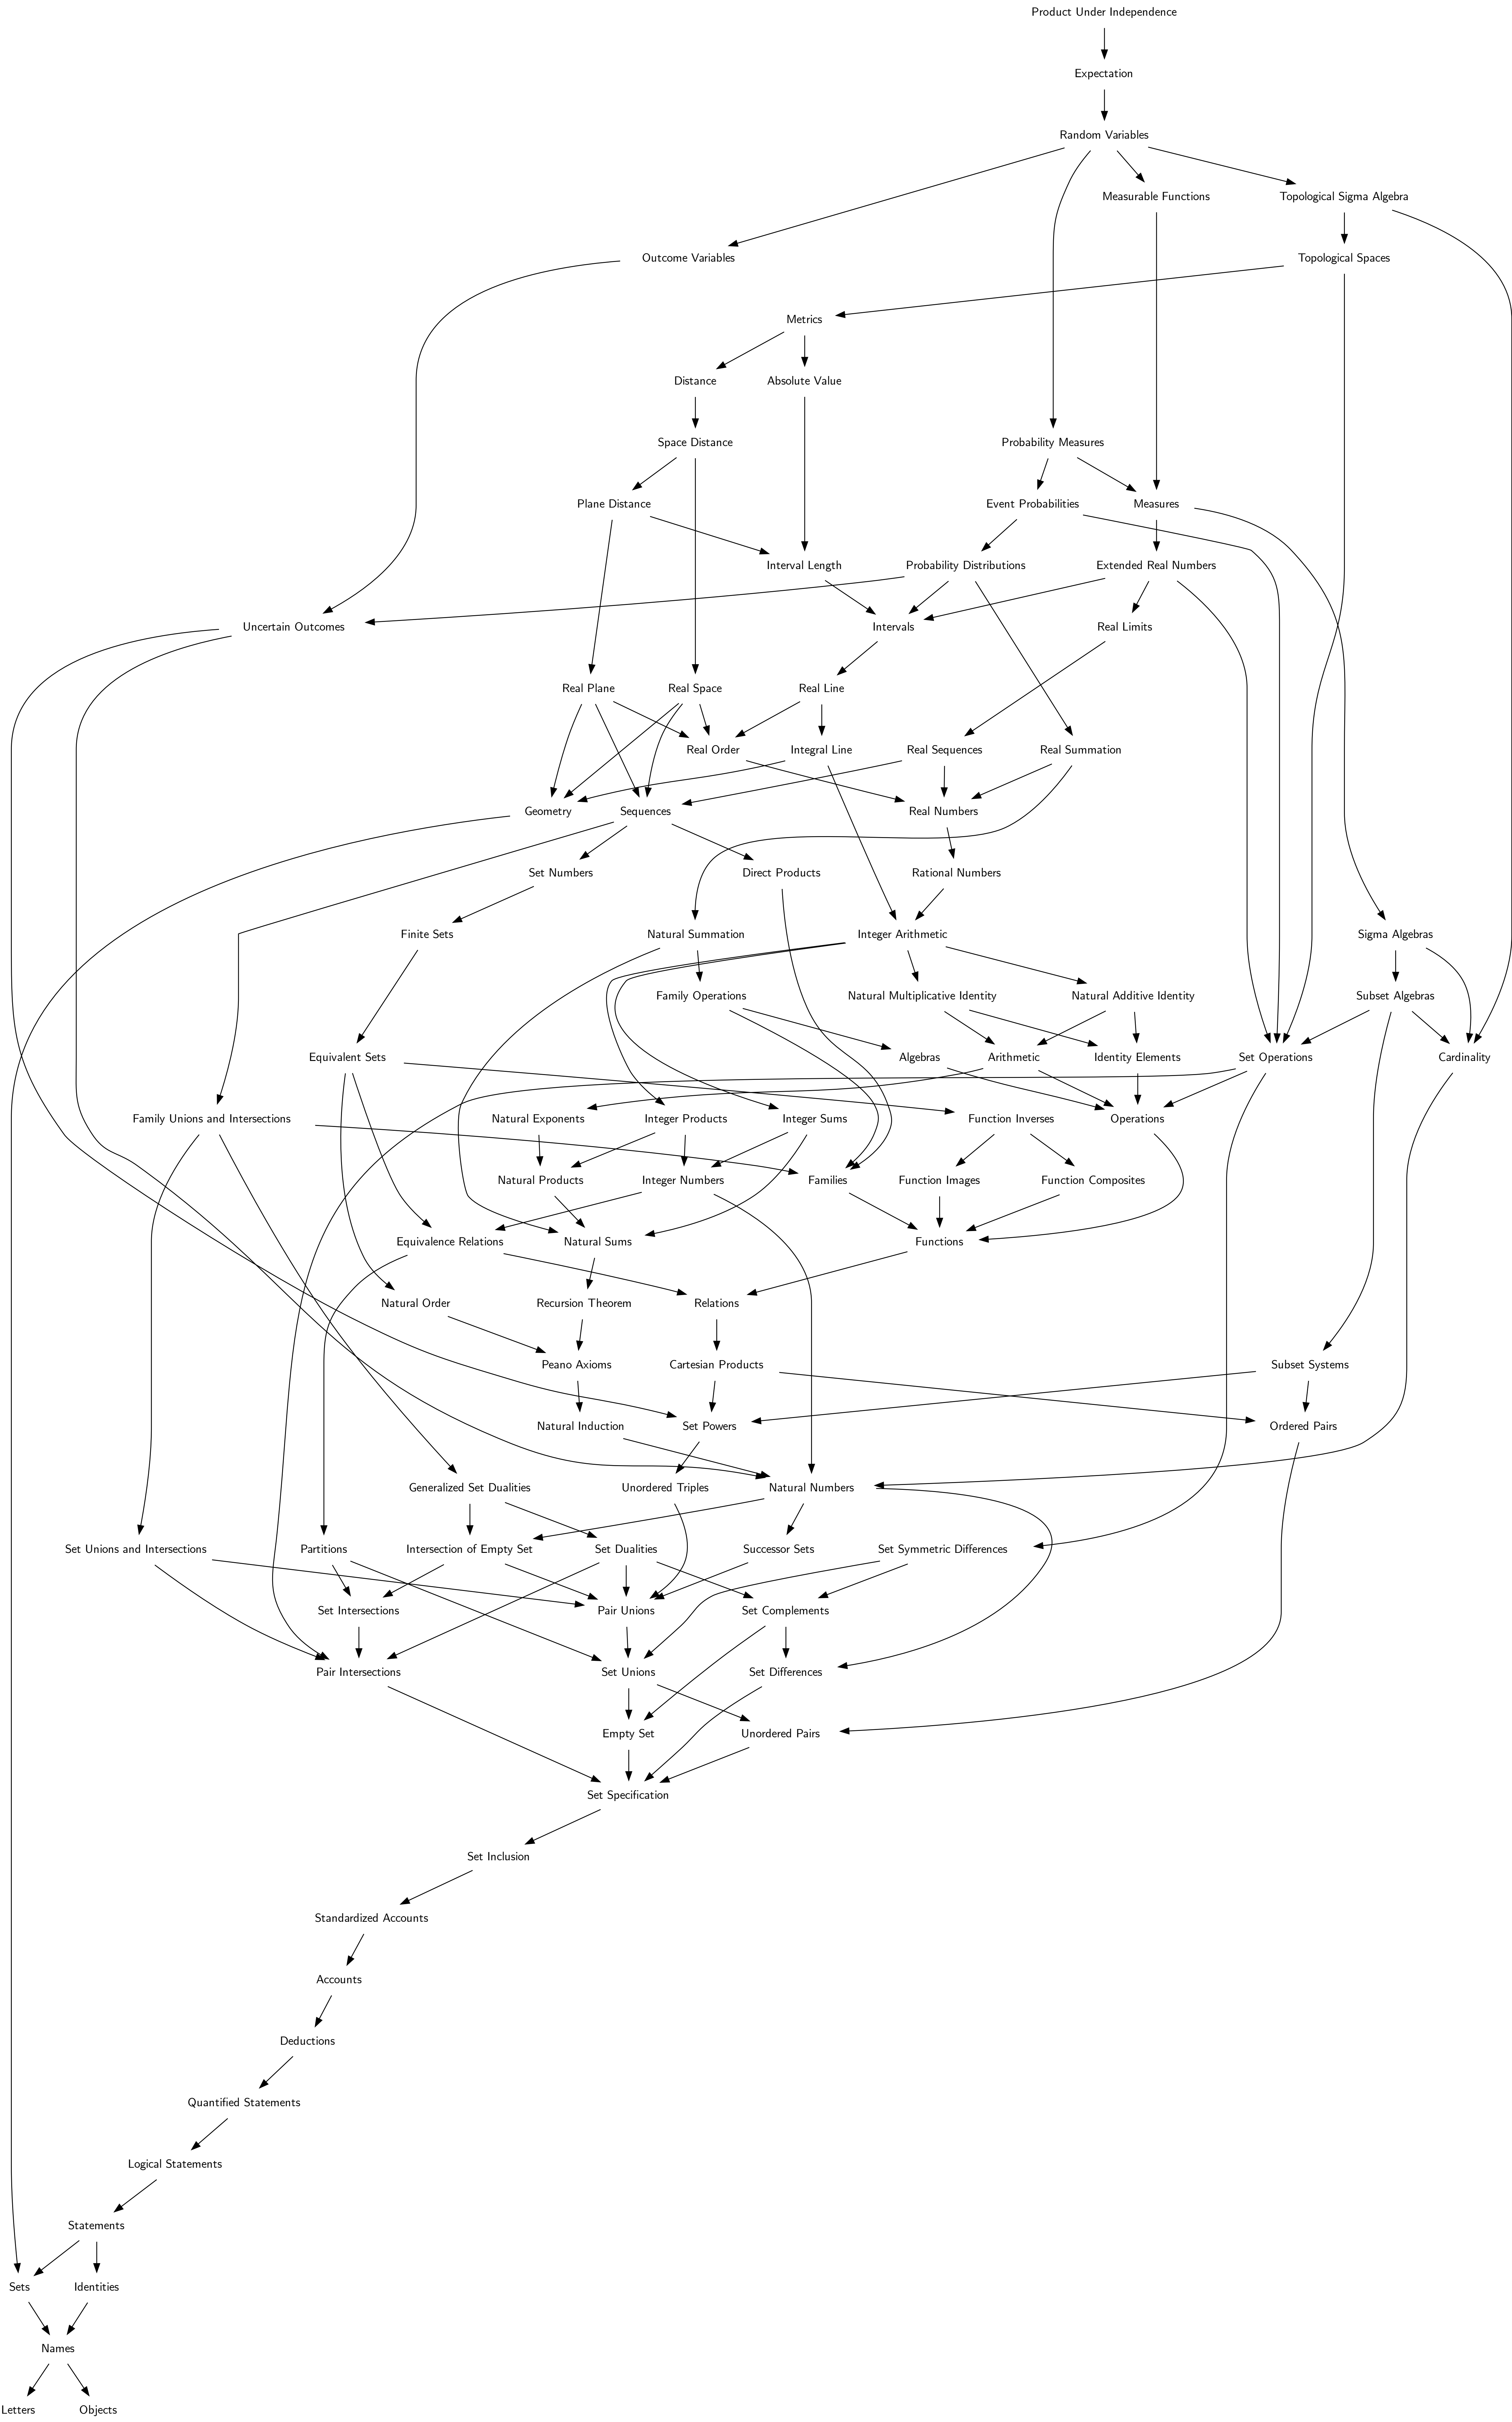 Product Under Independence
Expectation
Random Variables
Measurable Functions
Topological Sigma Algebra
Outcome Variables
Topological Spaces
Metrics
Distance
Absolute Value
Space Distance
Probability Measures
Plane Distance
Event Probabilities
Measures
Interval Length
Probability Distributions
Extended Real Numbers
Uncertain Outcomes
Intervals
Real Limits
Real Plane
Real Space
Real Line
Real Order
Integral Line
Real Sequences
Real Summation
Geometry
Sequences
Real Numbers
Set Numbers
Direct Products
Rational Numbers
Finite Sets
Natural Summation
Integer Arithmetic
Sigma Algebras
Family Operations
Natural Multiplicative Identity
Natural Additive Identity
Subset Algebras
Equivalent Sets
Algebras
Arithmetic
Identity Elements
Set Operations
Cardinality
Family Unions and Intersections
Natural Exponents
Integer Products
Integer Sums
Function Inverses
Operations
Natural Products
Integer Numbers
Families
Function Images
Function Composites
Equivalence Relations
Natural Sums
Functions
Natural Order
Recursion Theorem
Relations
Peano Axioms
Cartesian Products
Subset Systems
Natural Induction
Set Powers
Ordered Pairs
Generalized Set Dualities
Unordered Triples
Natural Numbers
Set Unions and Intersections
Partitions
Intersection of Empty Set
Set Dualities
Successor Sets
Set Symmetric Differences
Set Intersections
Pair Unions
Set Complements
Pair Intersections
Set Unions
Set Differences
Empty Set
Unordered Pairs
Set Specification
Set Inclusion
Standardized Accounts
Accounts
Deductions
Quantified Statements
Logical Statements
Statements
Sets
Identities
Names
Letters
Objects